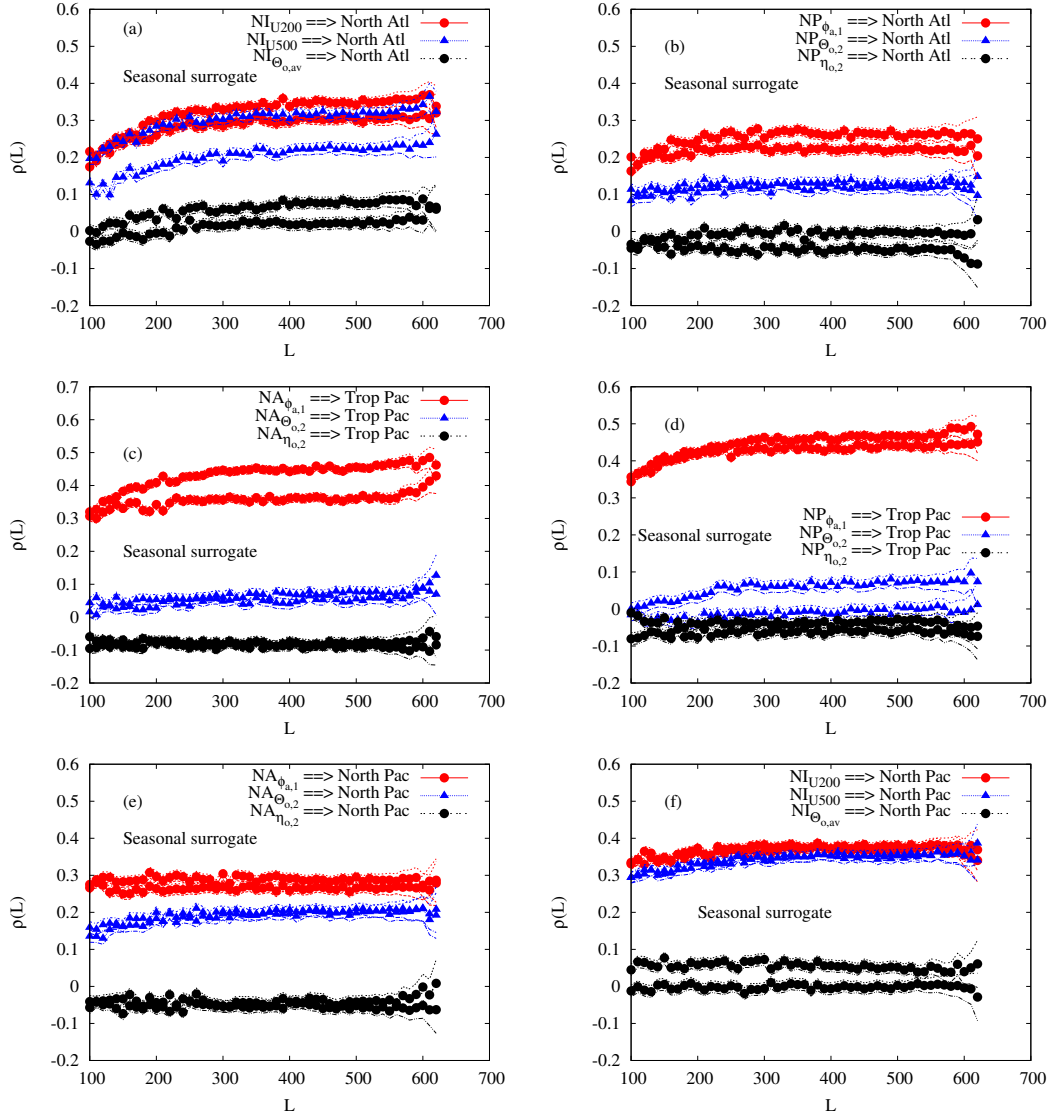 (a)
NI_U200 ==> North Atl
NI_U500 ==> North Atl
NI_Θo,av ==> North Atl
Seasonal surrogate
0.6
0.5
0.4
0.3
0.2
0.1
0
-0.1
-0.2
ρ(L)
100 200 300 400 500 600 700
L
(b)
NP_ϕa,1 ==> North Atl
NP_Θo,2 ==> North Atl
NP_ηo,2 ==> North Atl
Seasonal surrogate
0.6
0.5
0.4
0.3
0.2
0.1
0
-0.1
-0.2
ρ(L)
100 200 300 400 500 600 700
L
(c)
NA_ϕa,1 ==> Trop Pac
NA_Θo,2 ==> Trop Pac
NA_ηo,2 ==> Trop Pac
Seasonal surrogate
0.7
0.6
0.5
0.4
0.3
0.2
0.1
0
-0.1
-0.2
ρ(L)
100 200 300 400 500 600 700
L
(d)
NP_ϕa,1 ==> Trop Pac
NP_Θo,2 ==> Trop Pac
NP_ηo,2 ==> Trop Pac
Seasonal surrogate
0.6
0.5
0.4
0.3
0.2
0.1
0
-0.1
-0.2
ρ(L)
100 200 300 400 500 600 700
L
(e)
NA_ϕa,1 ==> North Pac
NA_Θo,2 ==> North Pac
NA_ηo,2 ==> North Pac
Seasonal surrogate
0.6
0.5
0.4
0.3
0.2
0.1
0
-0.1
-0.2
ρ(L)
100 200 300 400 500 600 700
L
(f)
NI_U200 ==> North Pac
NI_U500 ==> North Pac
NI_Θo,av ==> North Pac
Seasonal surrogate
0.6
0.5
0.4
0.3
0.2
0.1
0
-0.1
-0.2
ρ(L)
100 200 300 400 500 600 700
L